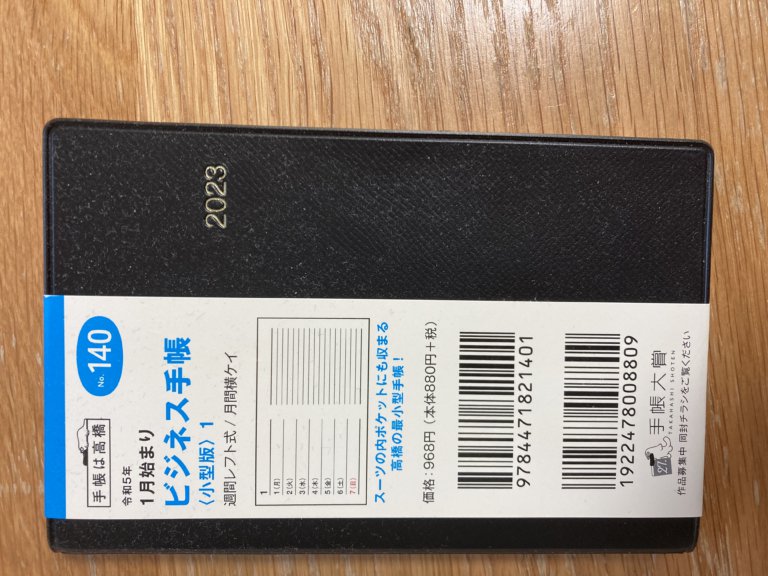 2023
No. 140
手帳は高橋
令和5年
1月始まり
ビジネス手帳
〈小型版〉1
週間レフト式 / 月間横ケイ
1
1(月)
2(火)
3(水)
4(木)
5(金)
6(土)
7(日)
スーツの内ポケットにも収まる
高橋の最小型手帳!
価格:968円(本体880円+税)
9784471821401
1922478008809
27
手帳大賞
TAKAHASHI SHOTEN
作品募集中 同封チラシをご覧ください